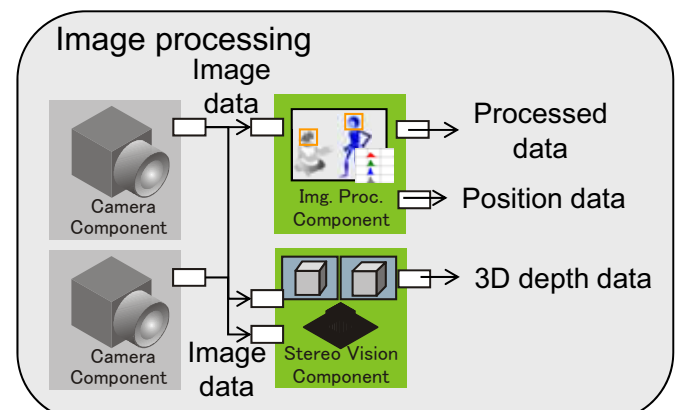 Image processing
Image
data
Camera
Component
Img. Proc.
Component
Processed
data
Position data
Camera
Component
Image
data
Stereo Vision
Component
3D depth data